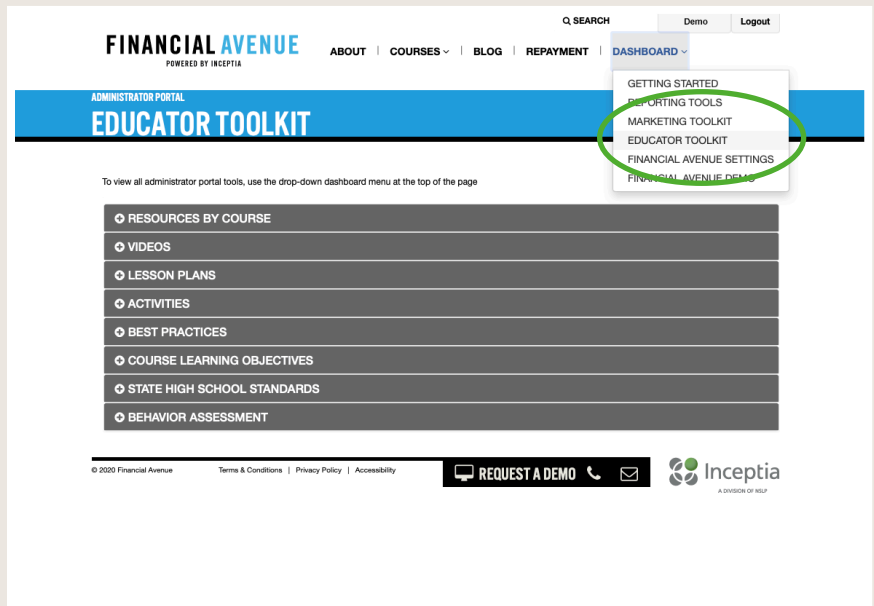 SEARCH Demo Logout
FINANCIAL AVENUE
POWERED BY INCEPTIA
ABOUT | COURSES | BLOG | REPAYMENT | DASHBOARD
GETTING STARTED
REPORTING TOOLS
MARKETING TOOLKIT
EDUCATOR TOOLKIT
FINANCIAL AVENUE SETTINGS
FINANCIAL AVENUE DEMO
ADMINISTRATOR PORTAL
EDUCATOR TOOLKIT
To view all administrator portal tools, use the drop-down dashboard menu at the top of the page
RESOURCES BY COURSE
VIDEOS
LESSON PLANS
ACTIVITIES
BEST PRACTICES
COURSE LEARNING OBJECTIVES
STATE HIGH SCHOOL STANDARDS
BEHAVIOR ASSESSMENT
© 2020 Financial Avenue Terms & Conditions | Privacy Policy | Accessibility
REQUEST A DEMO
Inceptia
A DIVISION OF NSLP